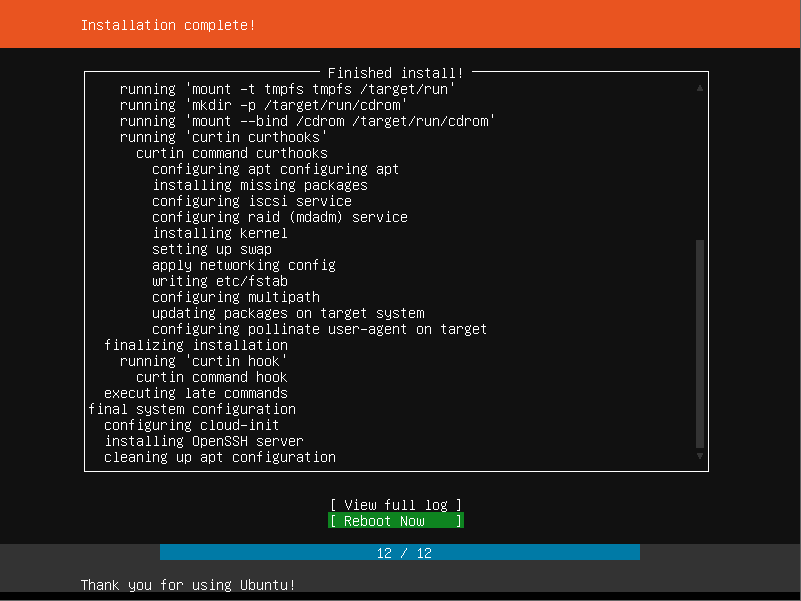 Installation complete!
Finished install!
running 'mount -t tmpfs tmpfs /target/run'
running 'mkdir -p /target/run/cdrom'
running 'mount --bind /cdrom /target/run/cdrom'
running 'curtin curthooks'
curtin command curthooks
configuring apt configuring apt
installing missing packages
configuring iscsi service
configuring raid (mdadm) service
installing kernel
setting up swap
apply networking config
writing etc/fstab
configuring multipath
updating packages on target system
configuring pollinate user-agent on target
finalizing installation
running 'curtin hook'
curtin command hook
executing late commands
final system configuration
configuring cloud-init
installing OpenSSH server
cleaning up apt configuration
[ View full log ]
[ Reboot Now ]
12 / 12
Thank you for using Ubuntu!